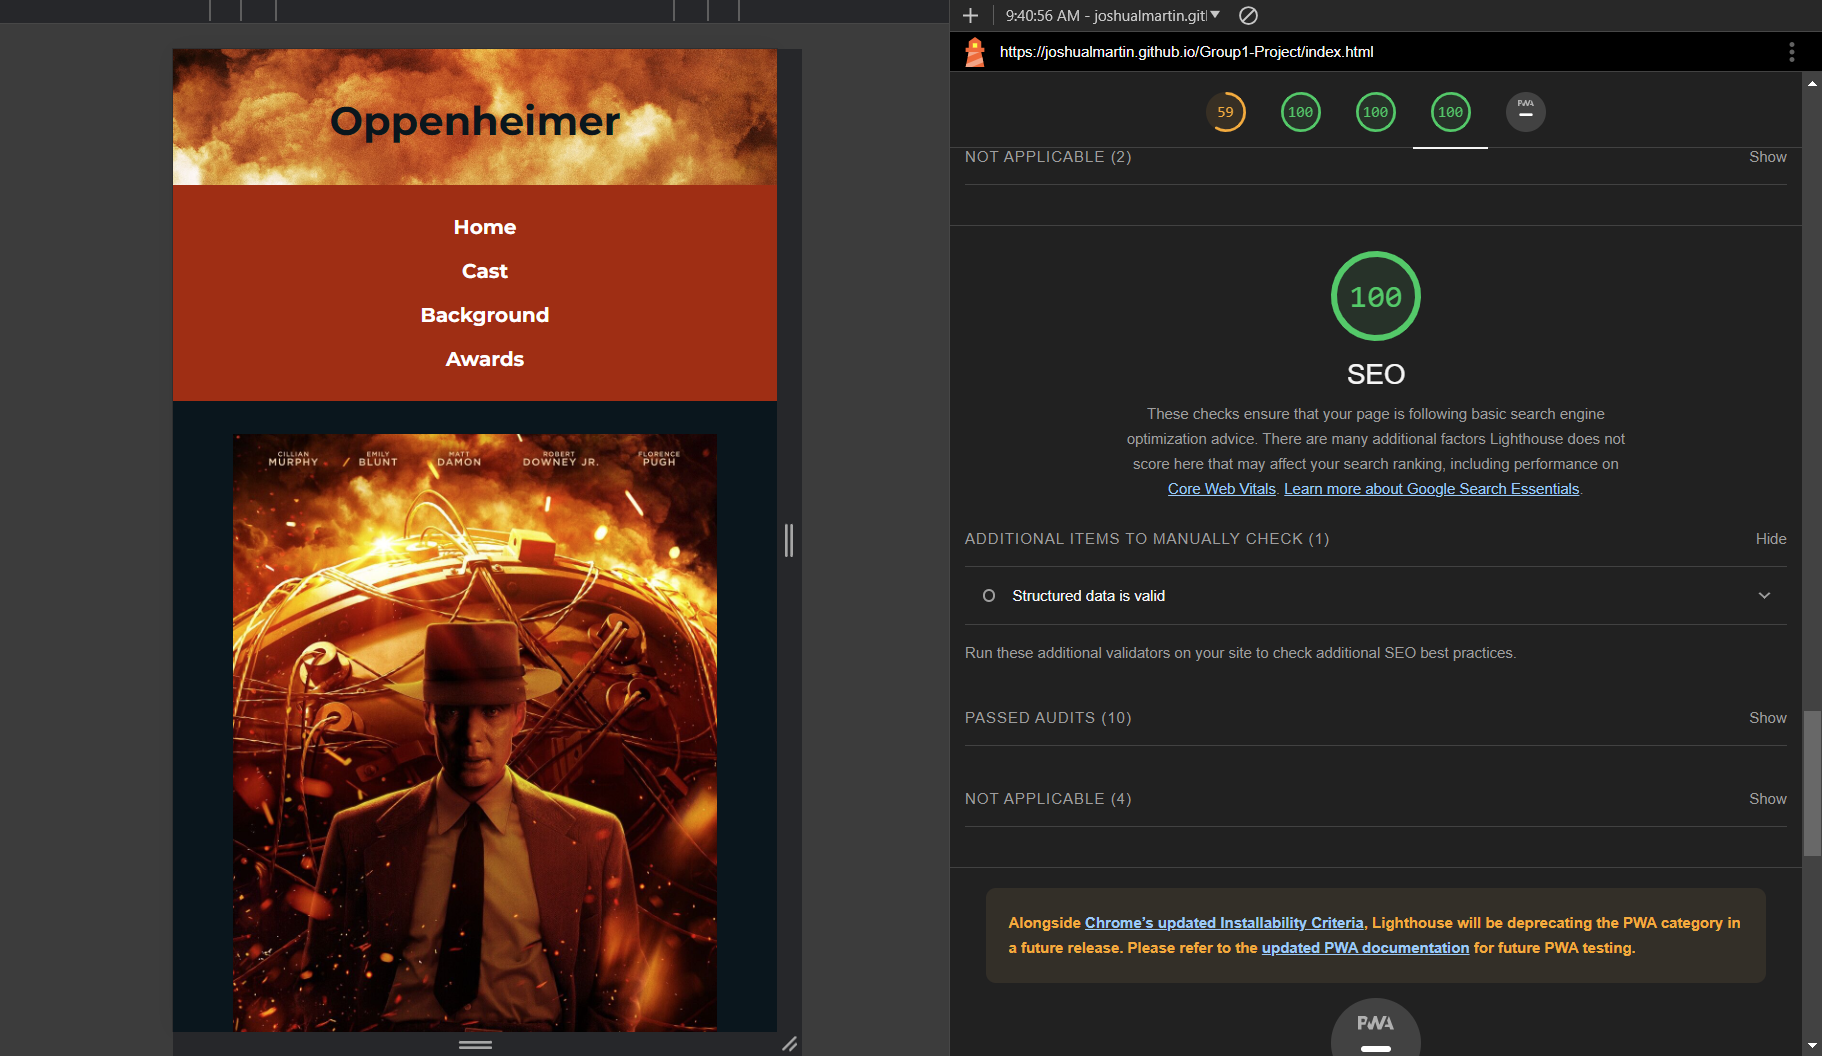 9:40:56 AM - joshualmartin.git
https://joshualmartin.github.io/Group1-Project/index.html
59
100
100
100
PWA
NOT APPLICABLE (2)
Show
100
SEO
These checks ensure that your page is following basic search engine
optimization advice. There are many additional factors Lighthouse does not
score here that may affect your search ranking, including performance on
Core Web Vitals. Learn more about Google Search Essentials.
ADDITIONAL ITEMS TO MANUALLY CHECK (1)
Hide
Structured data is valid
Run these additional validators on your site to check additional SEO best practices.
PASSED AUDITS (10)
Show
NOT APPLICABLE (4)
Show
Alongside Chrome’s updated Installability Criteria, Lighthouse will be deprecating the PWA category in
a future release. Please refer to the updated PWA documentation for future PWA testing.
PWA
Oppenheimer
Home
Cast
Background
Awards
CILLIAN
MURPHY
EMILY
BLUNT
MATT
DAMON
ROBERT
DOWNEY JR.
FLORENCE
PUGH